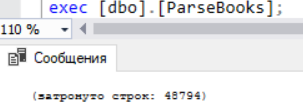 exec [dbo].[ParseBooks];
110 %
Сообщения
(затронуто строк: 48794)